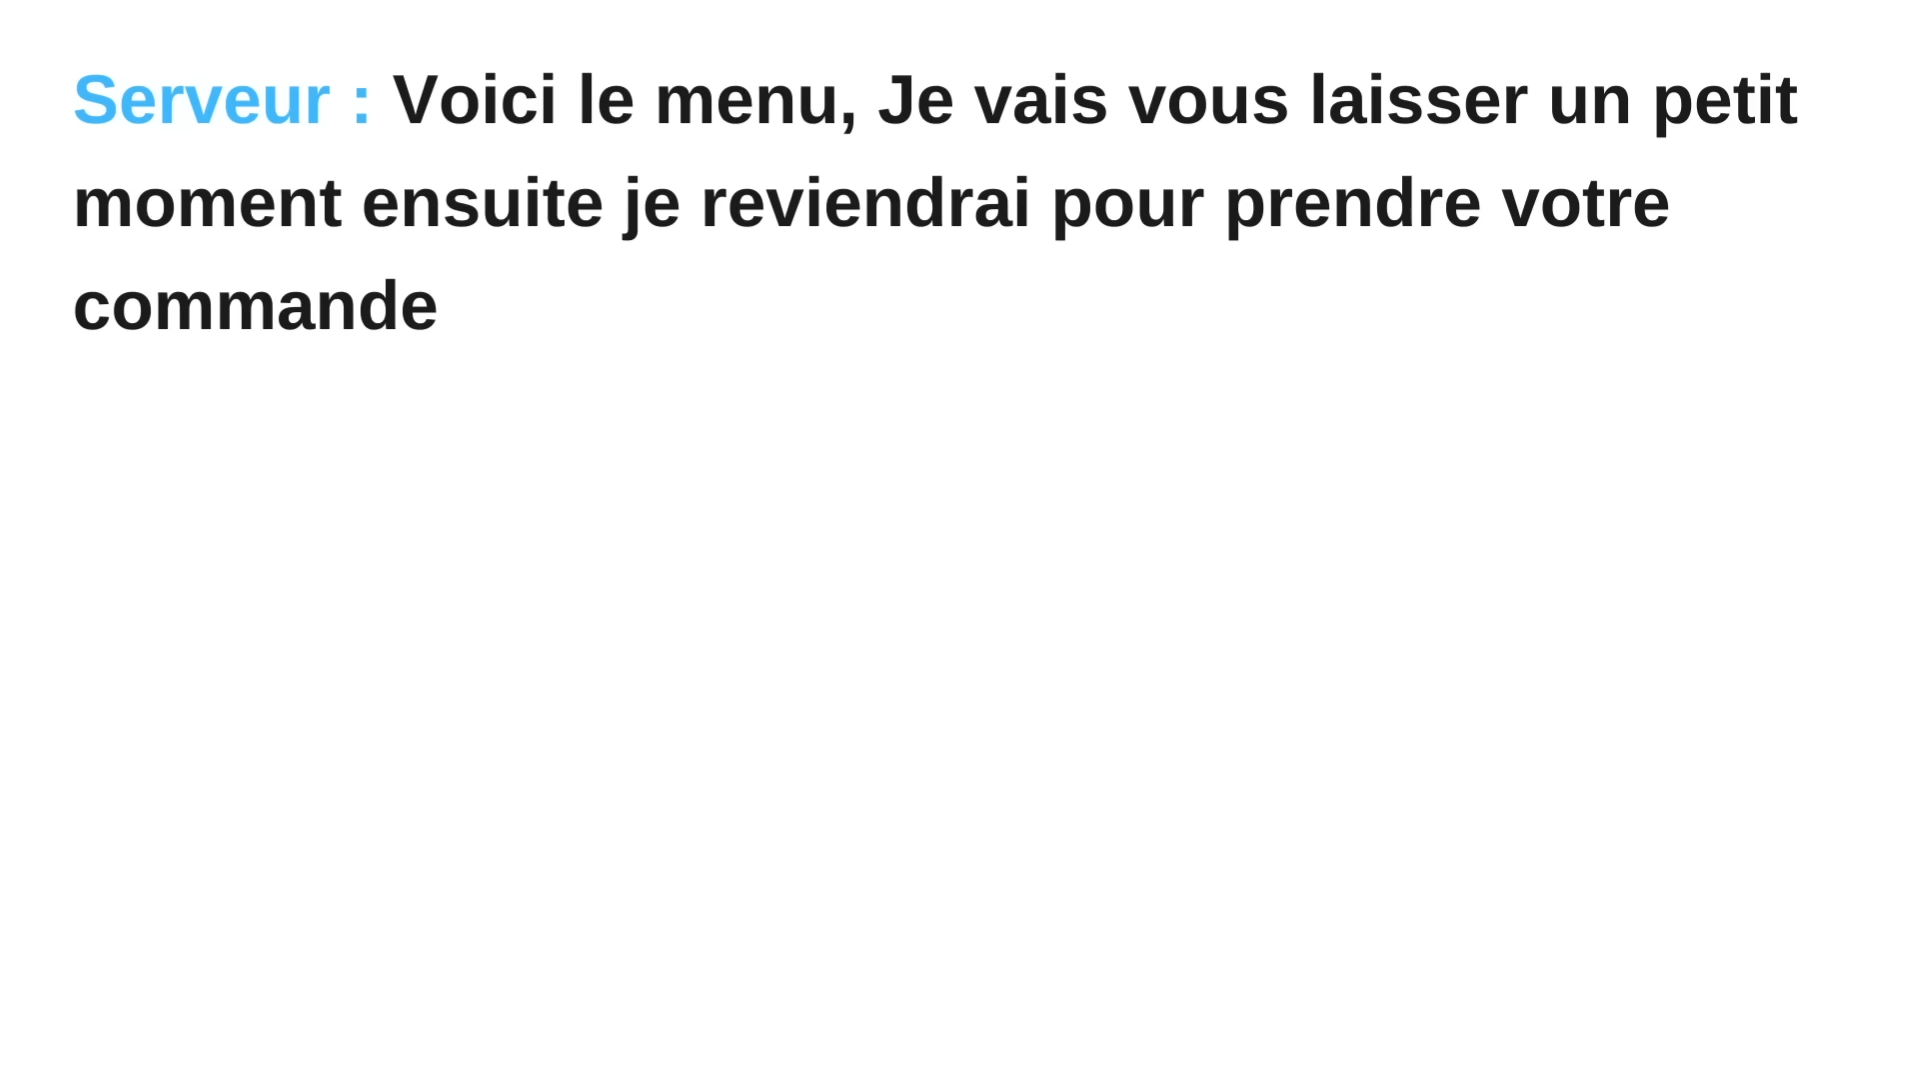 Serveur : Voici le menu, Je vais vous laisser un petit
moment ensuite je reviendrai pour prendre votre
commande